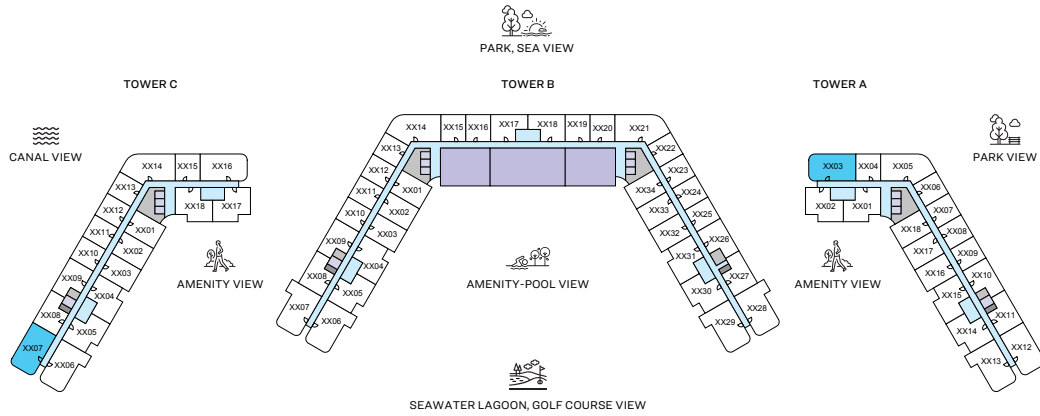 PARK, SEA VIEW
TOWER C
TOWER B
TOWER A
CANAL VIEW
PARK VIEW
XX14
XX15
XX16
XX13
XX18
XX17
XX12
XX01
XX11
XX02
XX10
XX03
XX09
XX04
XX08
XX05
XX07
XX06
AMENITY VIEW
XX14
XX15
XX16
XX17
XX18
XX19
XX20
XX21
XX13
XX22
XX12
XX01
XX34
XX23
XX11
XX02
XX33
XX24
XX10
XX03
XX32
XX25
XX09
XX04
XX31
XX26
XX08
XX05
XX30
XX27
XX07
XX06
XX29
XX28
AMENITY-POOL VIEW
XX03
XX04
XX05
XX02
XX01
XX06
XX18
XX07
XX17
XX08
XX16
XX09
XX15
XX10
XX14
XX11
XX13
XX12
AMENITY VIEW
SEAWATER LAGOON, GOLF COURSE VIEW